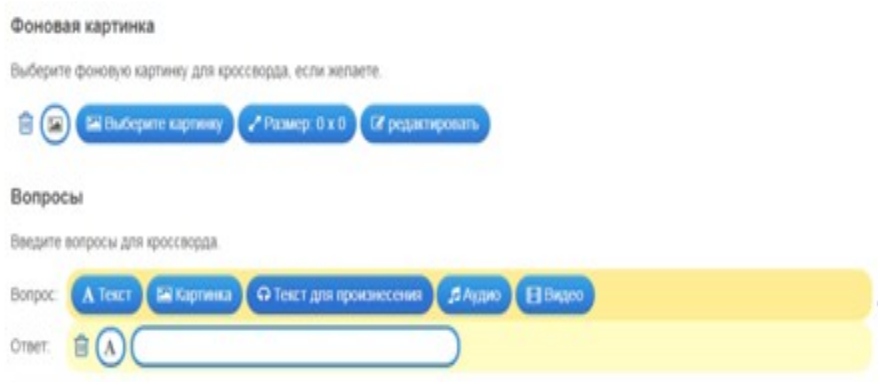 Фоновая картинка
Выберите фоновую картинку для кроссворда, если желаете.
Выберите картинку Размер: 0 x 0 редактировать
Вопросы
Введите вопросы для кроссворда.
Вопрос: A Текст Картинка Текст для произнесения Аудио Видео
Ответ: A